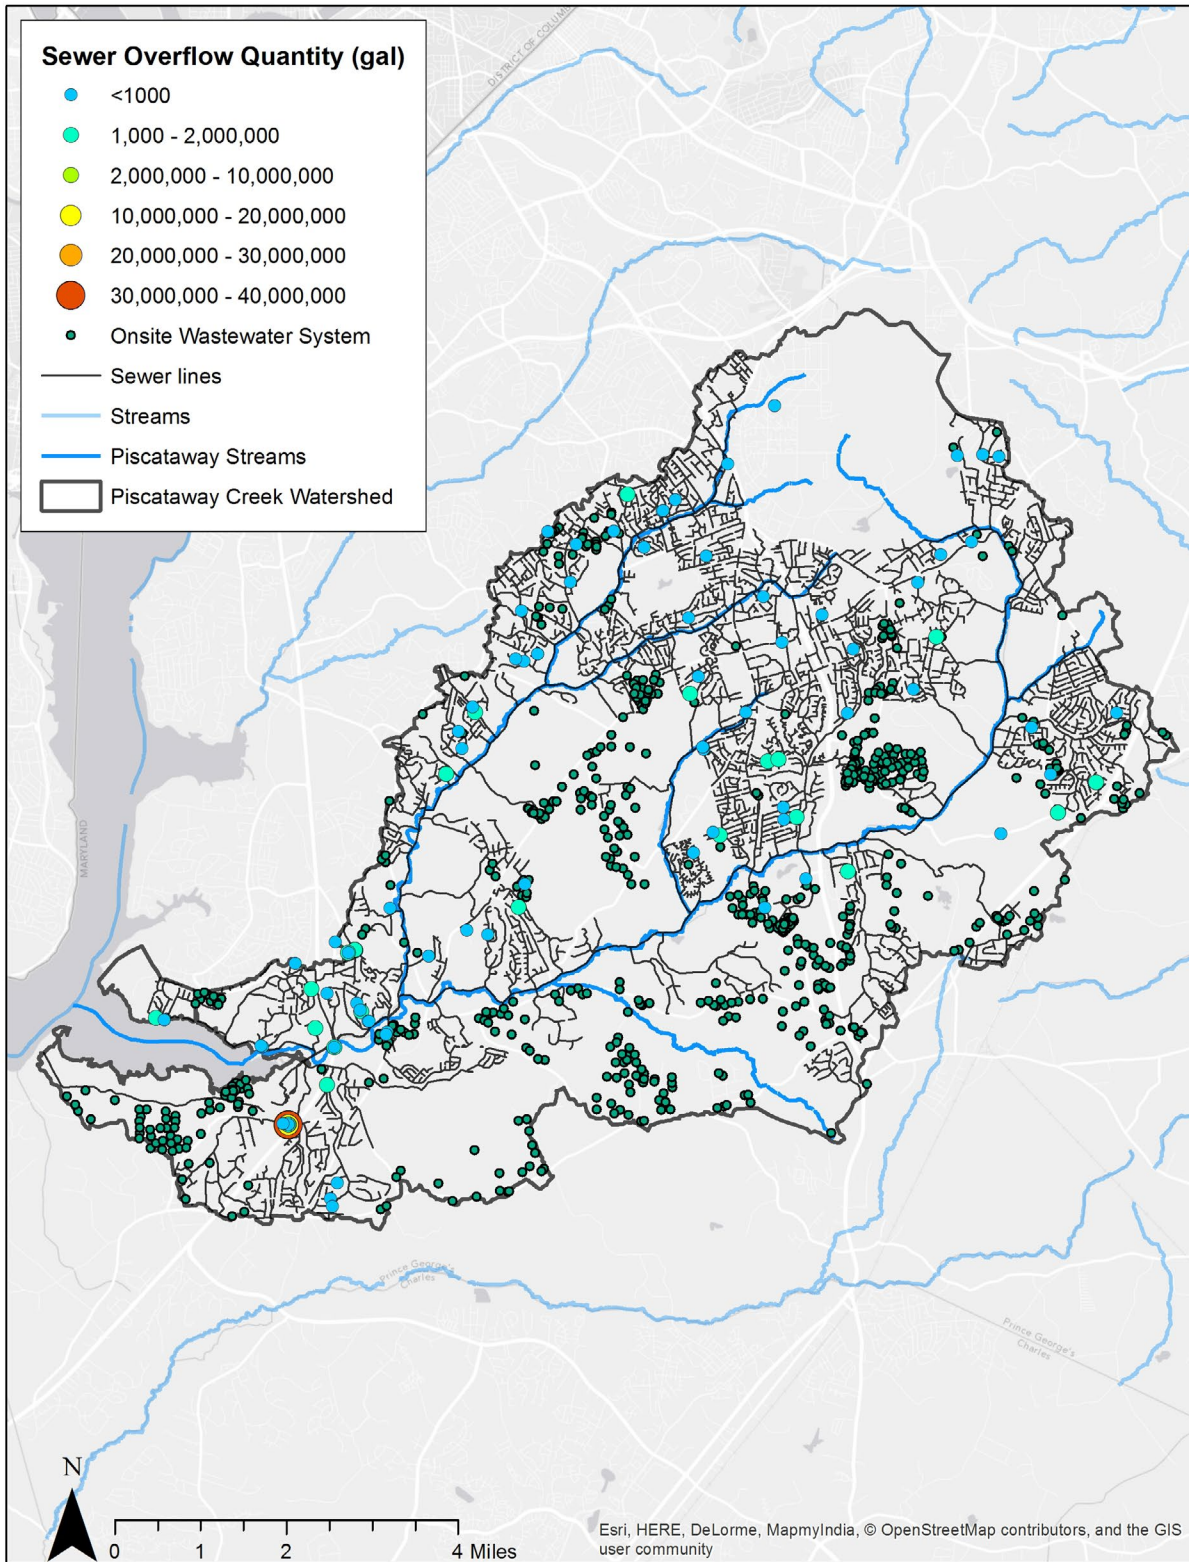 Sewer Overflow Quantity (gal)
<1000
1,000 - 2,000,000
2,000,000 - 10,000,000
10,000,000 - 20,000,000
20,000,000 - 30,000,000
30,000,000 - 40,000,000
Onsite Wastewater System
Sewer lines
Streams
Piscataway Streams
Piscataway Creek Watershed
DISTRICT OF COLUMBIA
MARYLAND
Prince George's
Charles
Prince George's
Charles
N
0 1 2 4 Miles
Esri, HERE, DeLorme, MapmyIndia, © OpenStreetMap contributors, and the GIS
user community